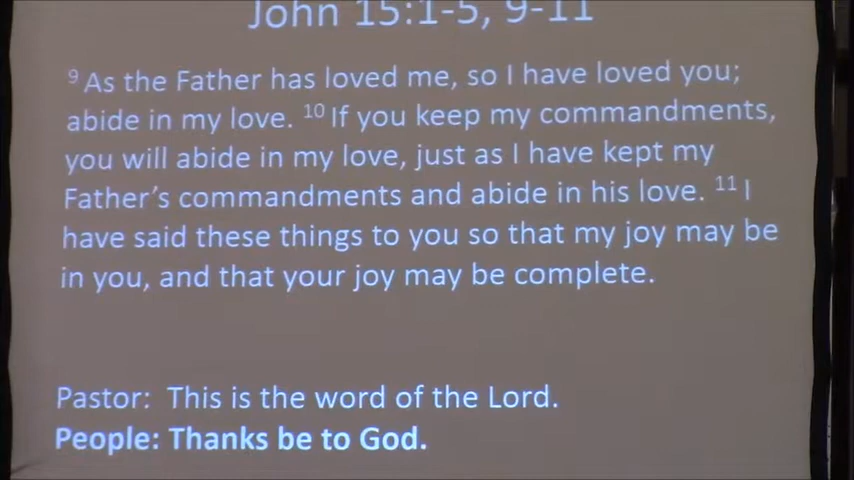 John 15:1-5, 9-11
⁹ As the Father has loved me, so I have loved you;
abide in my love. ¹⁰ If you keep my commandments,
you will abide in my love, just as I have kept my
Father’s commandments and abide in his love. ¹¹ I
have said these things to you so that my joy may be
in you, and that your joy may be complete.
Pastor: This is the word of the Lord.
People: Thanks be to God.